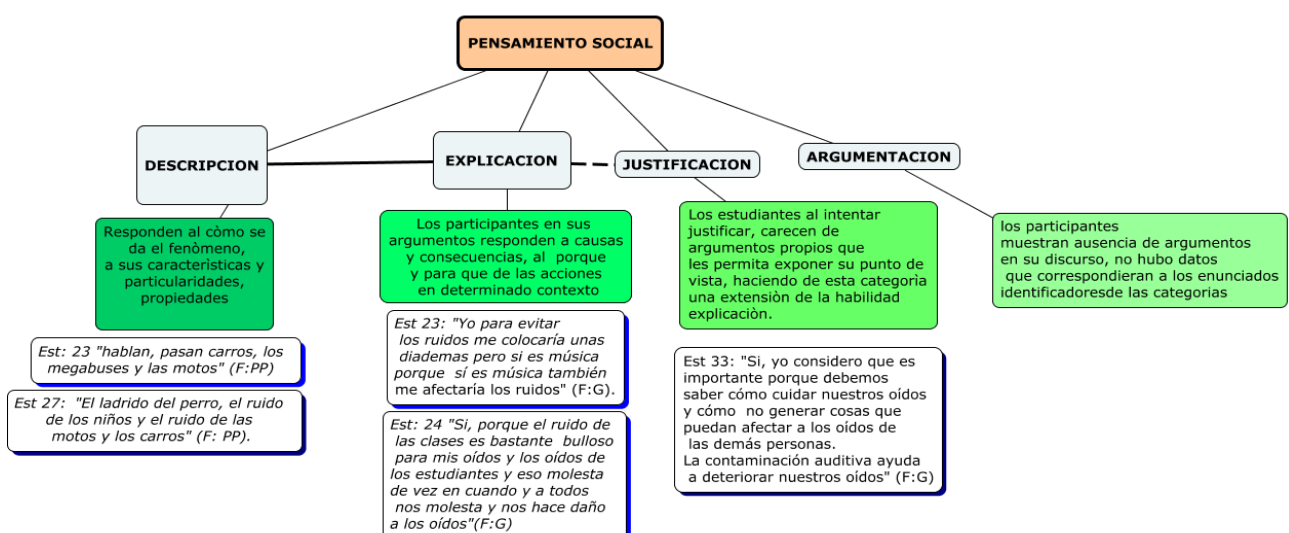 PENSAMIENTO SOCIAL
DESCRIPCION
EXPLICACION
JUSTIFICACION
ARGUMENTACION
Responden al còmo se
da el fenòmeno,
a sus caracterìsticas y
particularidades,
propiedades
Est: 23 "hablan, pasan carros, los
megabuses y las motos" (F:PP)
Est 27:  "El ladrido del perro, el ruido
de los niños y el ruido de las
motos y los carros" (F: PP).
Los participantes en sus
argumentos responden a causas
y consecuencias, al  porque
y para que de las acciones
en determinado contexto
Est 23: "Yo para evitar
los ruidos me colocaría unas
diademas pero si es música
porque  sí es música también
me afectaría los ruidos" (F:G).
Est: 24 "Si, porque el ruido de
las clases es bastante  bulloso
para mis oídos y los oídos de
los estudiantes y eso molesta
de vez en cuando y a todos
nos molesta y nos hace daño
a los oídos"(F:G)
Los estudiantes al intentar
justificar, carecen de
argumentos propios que
les permita exponer su punto de
vista, haciendo de esta categorìa
una extensiòn de la habilidad
explicaciòn.
Est 33: "Si, yo considero que es
importante porque debemos
saber cómo cuidar nuestros oídos
y cómo  no generar cosas que
puedan afectar a los oídos de
las demás personas.
La contaminación auditiva ayuda
a deteriorar nuestros oídos" (F:G)
los participantes
muestran ausencia de argumentos
en su discurso, no hubo datos
que correspondieran a los enunciados
identificadoresde las categorias